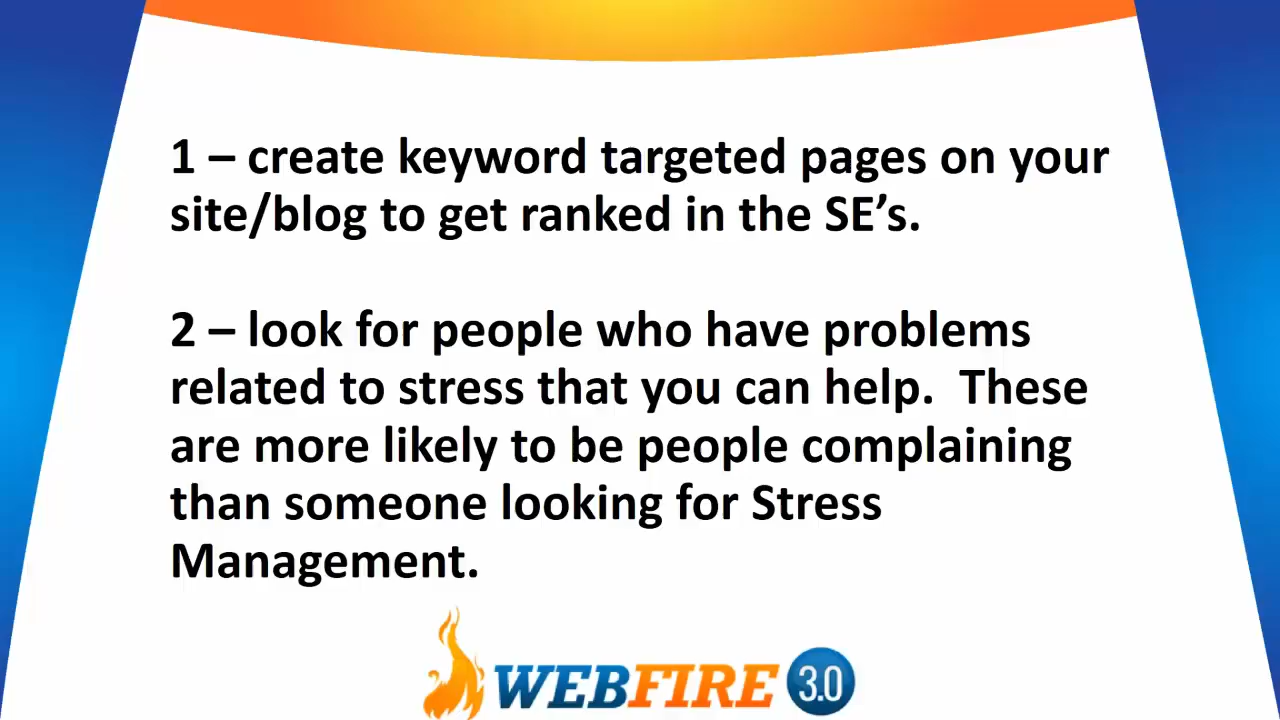 1 – create keyword targeted pages on your
site/blog to get ranked in the SE’s.
2 – look for people who have problems
related to stress that you can help.  These
are more likely to be people complaining
than someone looking for Stress
Management.
WEBFIRE 3.0